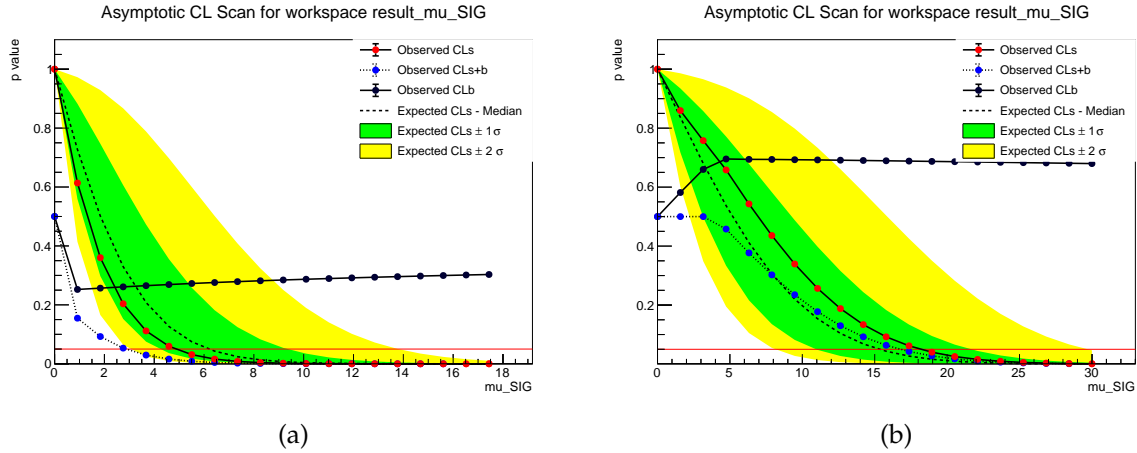 Asymptotic CL Scan for workspace result_mu_SIG
p value
1
0.8
0.6
0.4
0.2
0
0 2 4 6 8 10 12 14 16 18
mu_SIG
Observed CLs
Observed CLs+b
Observed CLb
Expected CLs - Median
Expected CLs ± 1σ
Expected CLs ± 2 σ
(a)
Asymptotic CL Scan for workspace result_mu_SIG
p value
1
0.8
0.6
0.4
0.2
0
0 5 10 15 20 25 30
mu_SIG
Observed CLs
Observed CLs+b
Observed CLb
Expected CLs - Median
Expected CLs ± 1σ
Expected CLs ± 2 σ
(b)